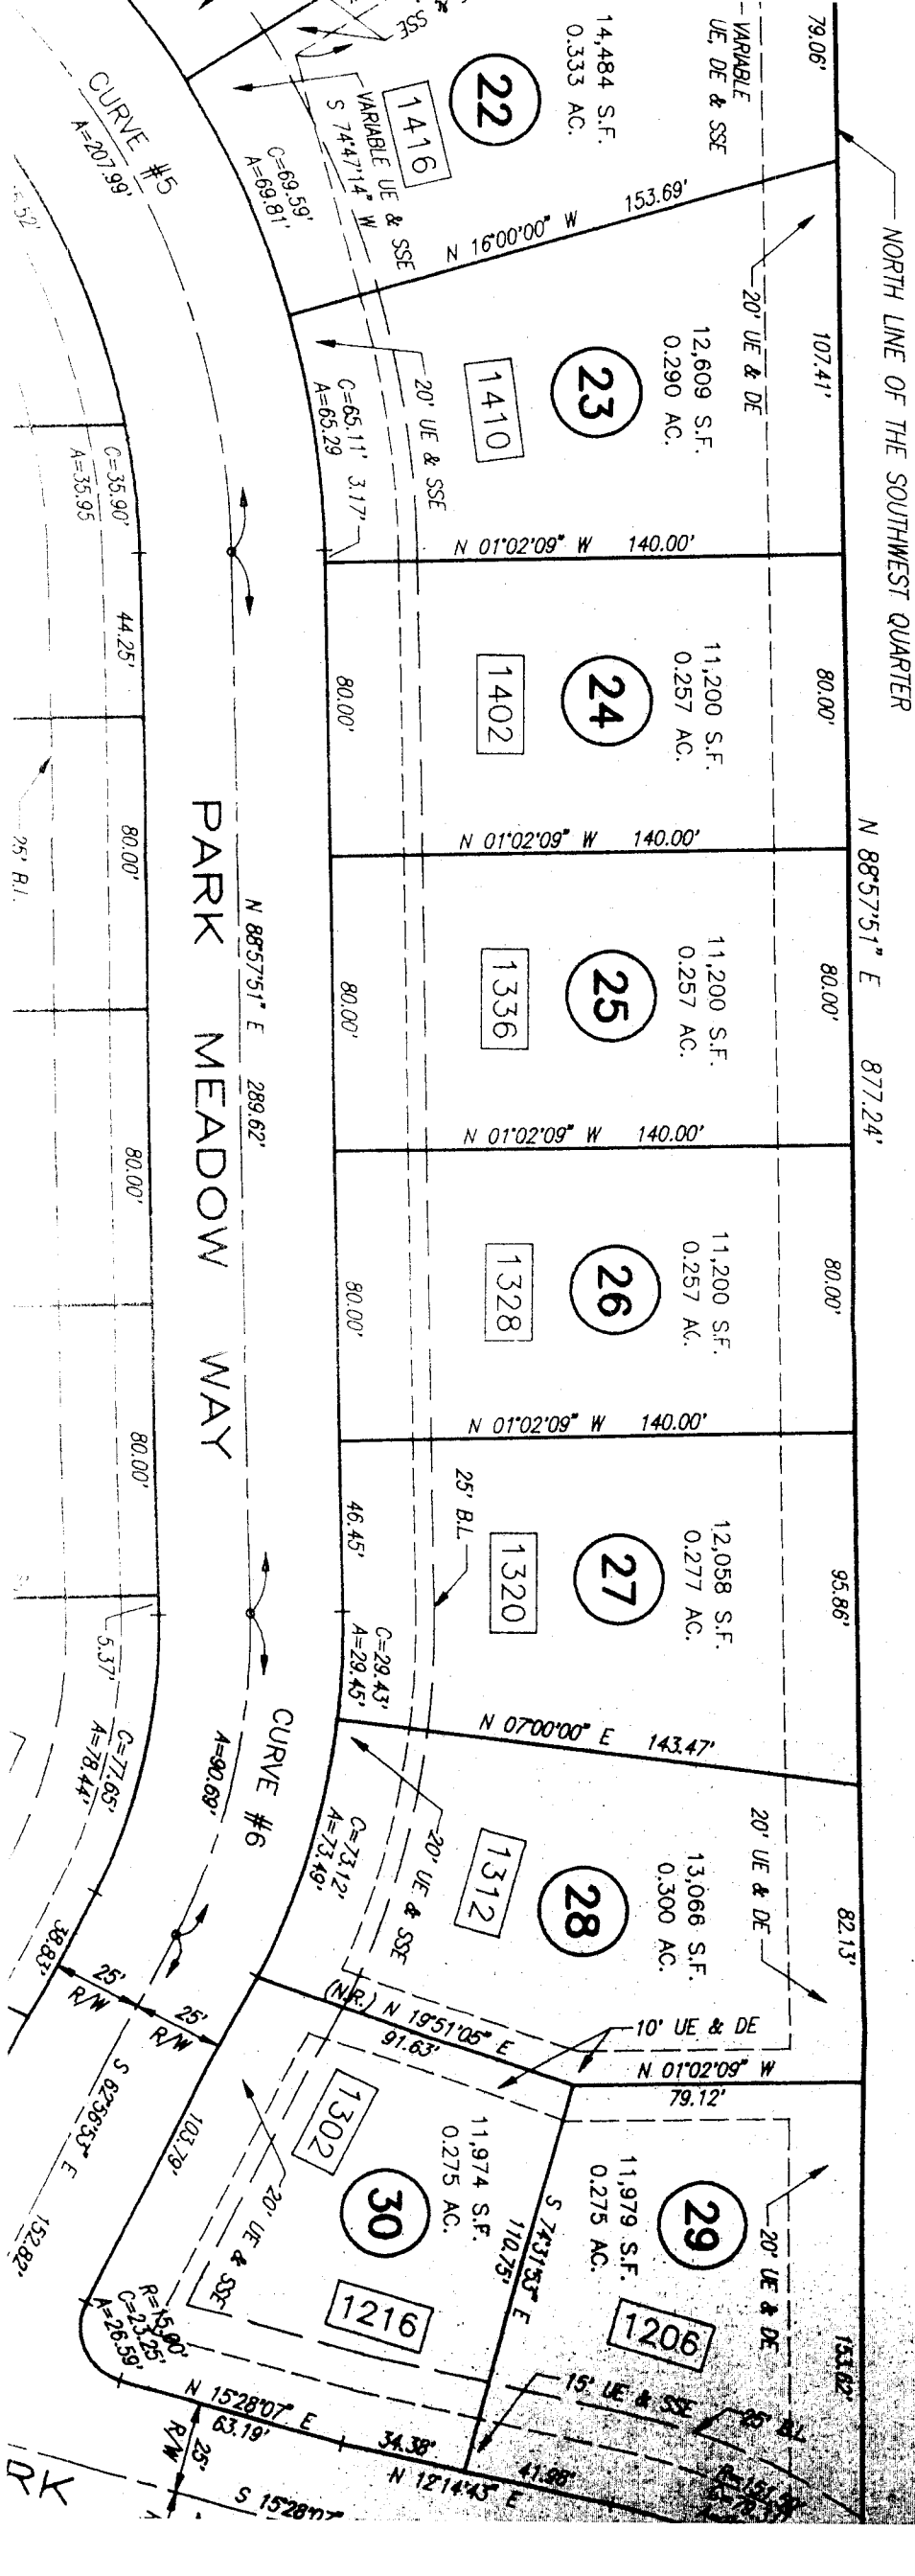 79.06'
NORTH LINE OF THE SOUTHWEST QUARTER
N 88°57'51" E 877.24'
VARIABLE
UE, DE & SSE
14,484 S.F.
0.333 AC.
22
1416
VARIABLE UE & SSE
S 74°47'14" W
SSE
C=69.59'
A=69.81'
CURVE #5
A=207.99'
N 16°00'00" W 153.69'
107.41'
20' UE & DE
12,609 S.F.
0.290 AC.
23
1410
20' UE & SSE
C=65.11' 3.17'
A=65.29
C=35.90'
A=35.95
N 01°02'09" W 140.00'
80.00'
11,200 S.F.
0.257 AC.
24
1402
80.00'
44.25'
N 01°02'09" W 140.00'
80.00'
11,200 S.F.
0.257 AC.
25
1336
80.00'
80.00'
25' B.L.
N 01°02'09" W 140.00'
80.00'
11,200 S.F.
0.257 AC.
26
1328
80.00'
80.00'
N 88°57'51" E 289.62'
PARK MEADOW WAY
N 01°02'09" W 140.00'
95.86'
12,058 S.F.
0.277 AC.
27
1320
25' B.L.
46.45'
C=29.43'
A=29.45'
80.00'
5.37'
C=77.65'
A=78.44'
CURVE #6
A=90.69'
N 07°00'00" E 143.47'
82.13'
20' UE & DE
13,066 S.F.
0.300 AC.
28
1312
20' UE & SSE
C=73.12'
A=73.49'
38.83'
25'
R/W
25'
R/W
(N.R.) N 19°51'05" E
91.63'
10' UE & DE
N 01°02'09" W
79.12'
153.62'
20' UE & DE
29
11,979 S.F.
0.275 AC.
1206
S 74°31'53" E
110.75'
11,974 S.F.
0.275 AC.
30
1302
1216
20' UE & SSE
103.79'
S 62°56'53" E 152.82'
R=15.00'
C=23.25'
A=26.59'
15' UE & SSE
25' B.L.
N 15°28'07" E
63.19'
34.38'
41.98'
N 12°14'43" E
25'
R/W
S 15°28'07"
RK